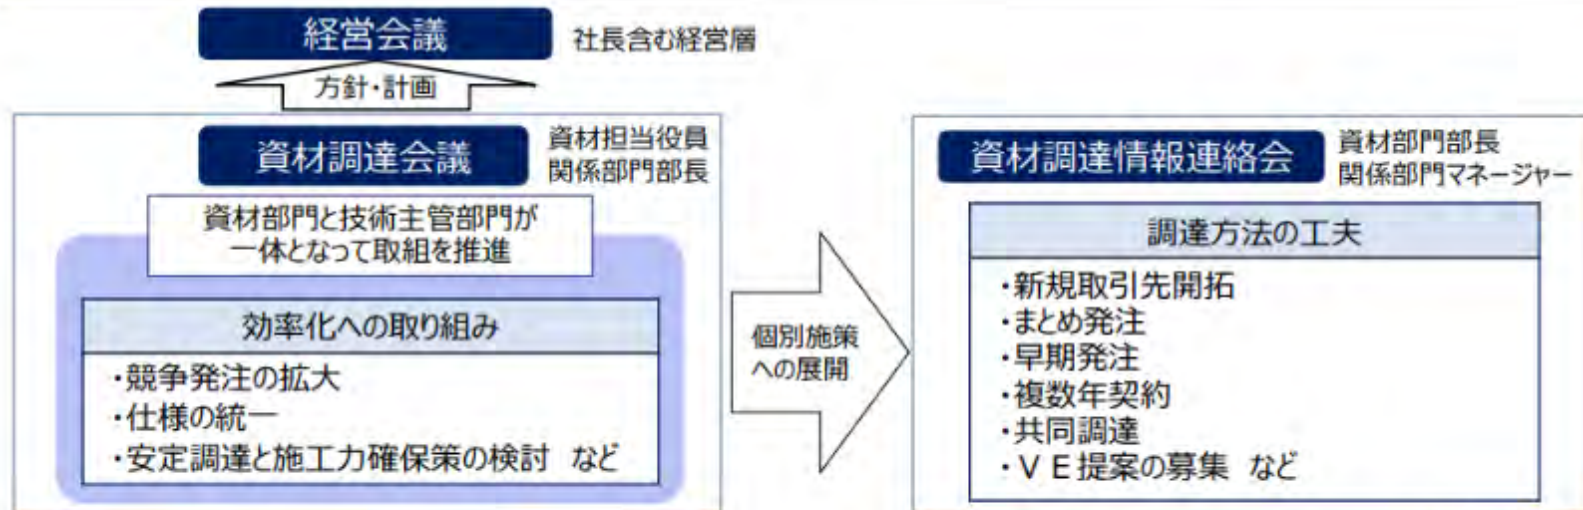 経営会議
社長含む経営層
方針・計画
資材調達会議
資材担当役員
関係部門部長
資材部門と技術主管部門が
一体となって取組を推進
効率化への取り組み
・競争発注の拡大
・仕様の統一
・安定調達と施工力確保策の検討 など
個別施策
への展開
資材調達情報連絡会
資材部門部長
関係部門マネージャー
調達方法の工夫
・新規取引先開拓
・まとめ発注
・早期発注
・複数年契約
・共同調達
・ＶＥ提案の募集 など